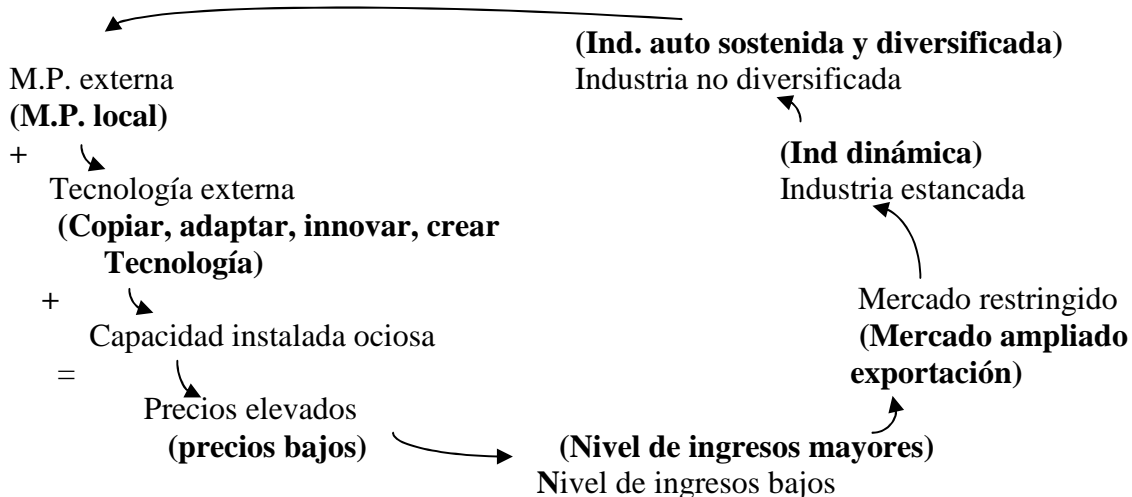 (Ind. auto sostenida y diversificada)
M.P. externa
Industria no diversificada
(M.P. local)
+
(Ind dinámica)
Tecnología externa
Industria estancada
(Copiar, adaptar, innovar, crear
Tecnología)
+
Mercado restringido
Capacidad instalada ociosa
(Mercado ampliado
=
exportación)
Precios elevados
(precios bajos)
(Nivel de ingresos mayores)
Nivel de ingresos bajos